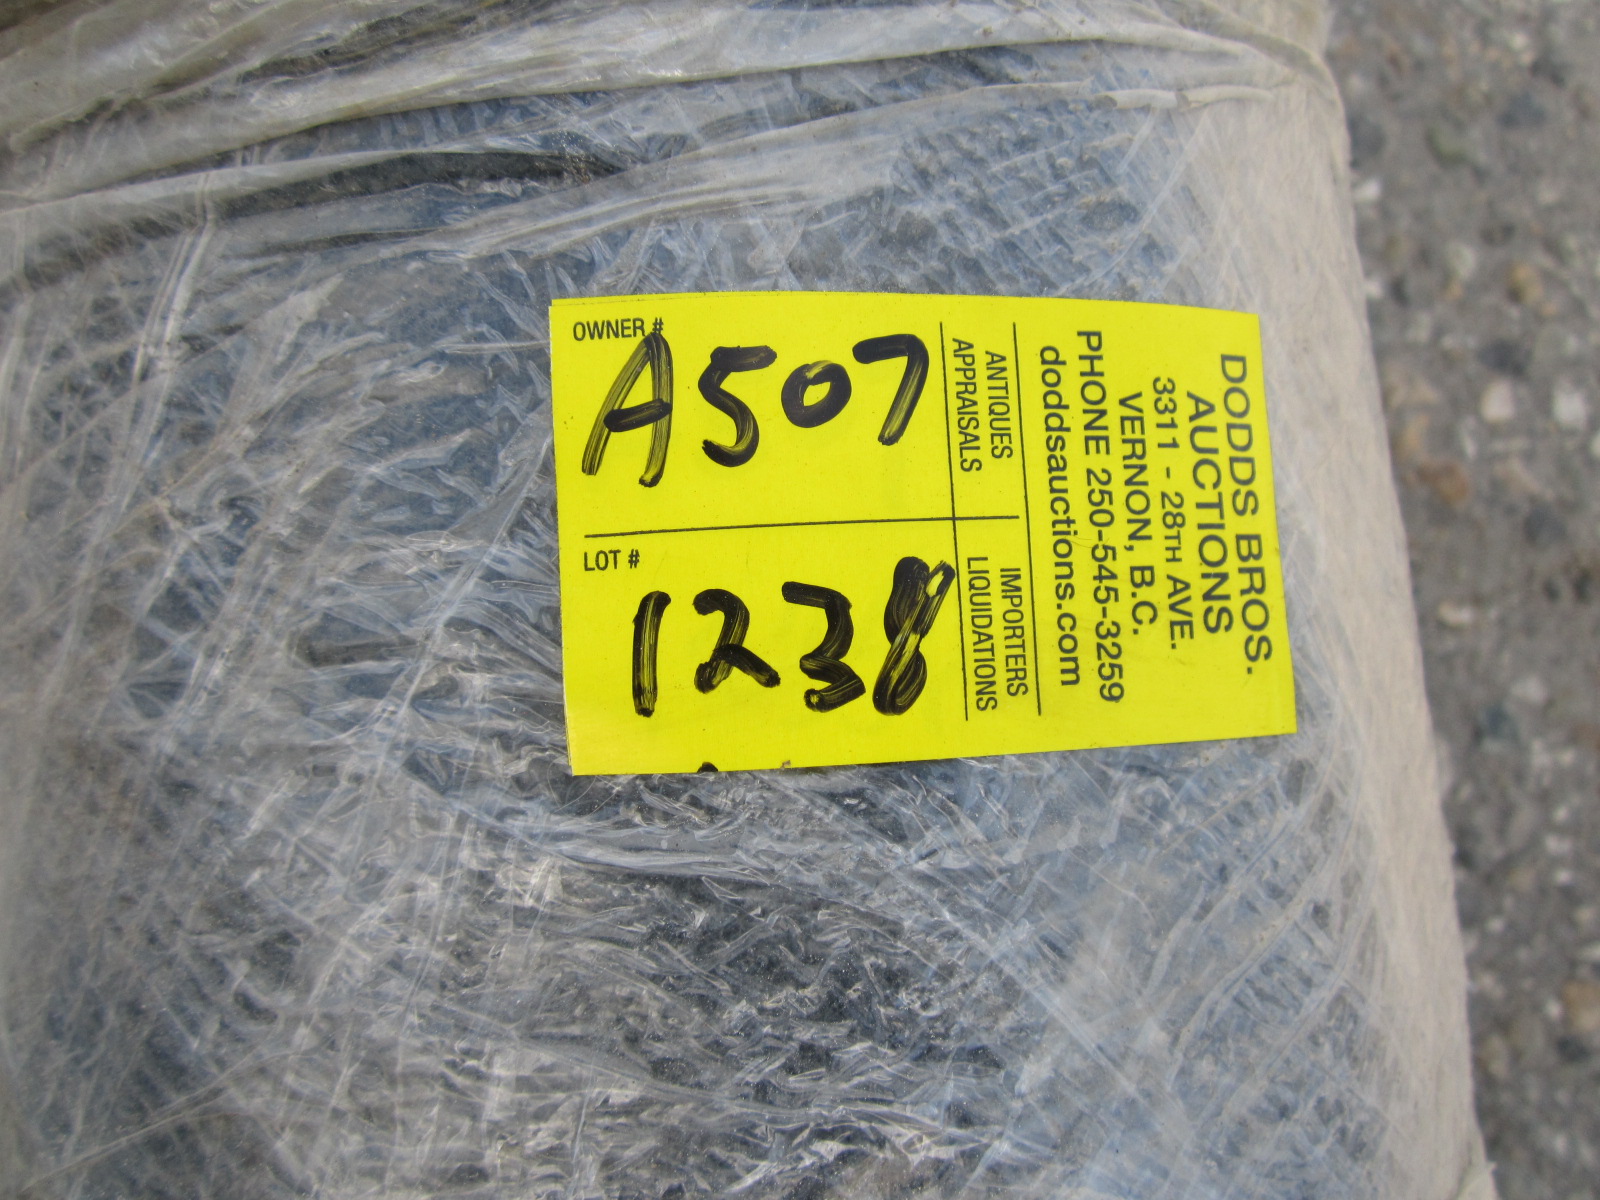 OWNER #
A507
LOT #
1238
ANTIQUES
APPRAISALS
IMPORTERS
LIQUIDATIONS
DODDS BROS.
AUCTIONS
3311 - 28TH AVE.
VERNON, B.C.
PHONE 250-545-3259
doddsauctions.com